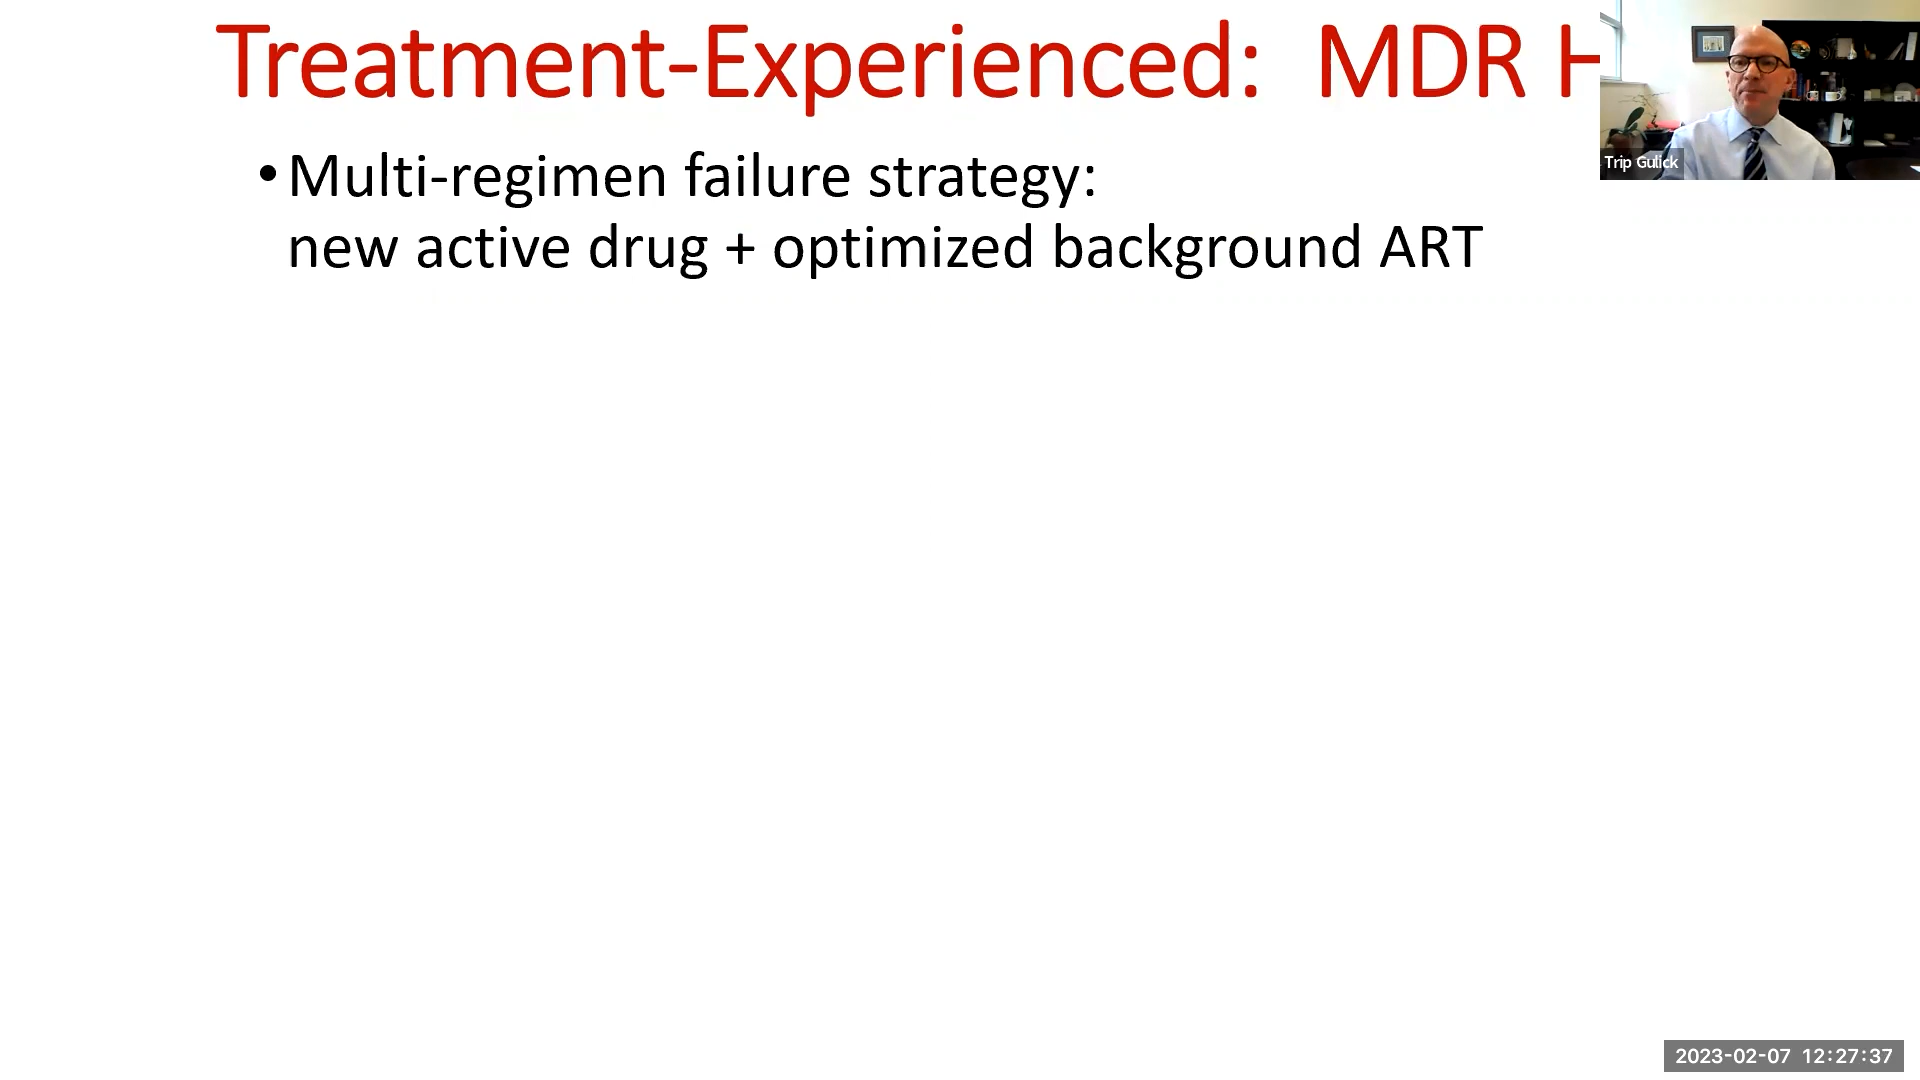 Treatment-Experienced: MDR H
• Multi-regimen failure strategy:
new active drug + optimized background ART
Trip Gulick
2023-02-07 12:27:37